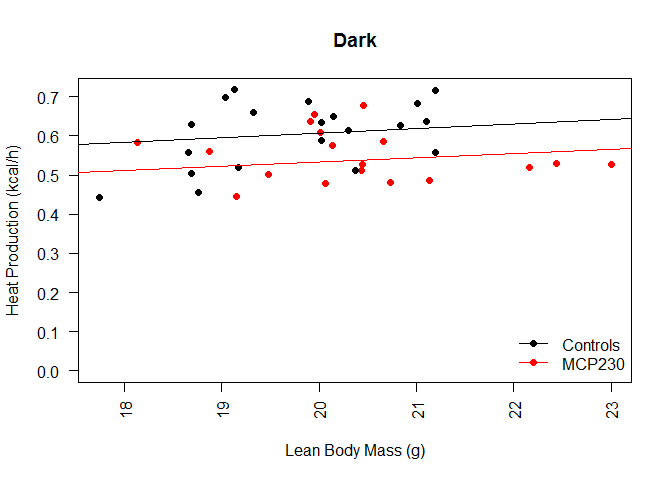 Dark
Heat Production (kcal/h)
0.7
0.6
0.5
0.4
0.3
0.2
0.1
0.0
Controls
MCP230
18
19
20
21
22
23
Lean Body Mass (g)